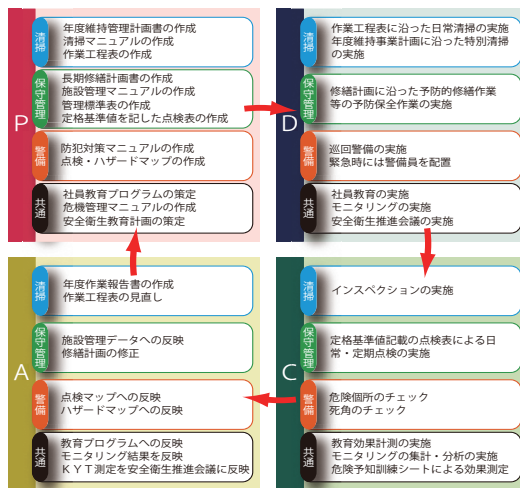 P
清掃
年度維持管理計画書の作成
清掃マニュアルの作成
作業工程表の作成
保守管理
長期修繕計画書の作成
施設管理マニュアルの作成
管理標準表の作成
定格基準値を記した点検表の作成
警備
防犯対策マニュアルの作成
点検・ハザードマップの作成
共通
社員教育プログラムの策定
危機管理マニュアルの作成
安全衛生教育計画の策定
D
清掃
作業工程表に沿った日常清掃の実施
年度維持事業計画に沿った特別清掃
の実施
保守管理
修繕計画に沿った予防的修繕作業
等の予防保全作業の実施
警備
巡回警備の実施
緊急時には警備員を配置
共通
社員教育の実施
モニタリングの実施
安全衛生推進会議の実施
A
清掃
年度作業報告書の作成
作業工程表の見直し
保守管理
施設管理データへの反映
修繕計画の修正
警備
点検マップへの反映
ハザードマップへの反映
共通
教育プログラムへの反映
モニタリング結果を反映
KYT測定を安全衛生推進会議に反映
C
清掃
インスペクションの実施
保守管理
定格基準値記載の点検表による日
常・定期点検の実施
警備
危険個所のチェック
死角のチェック
共通
教育効果計測の実施
モニタリングの集計・分析の実施
危険予知訓練シートによる効果測定